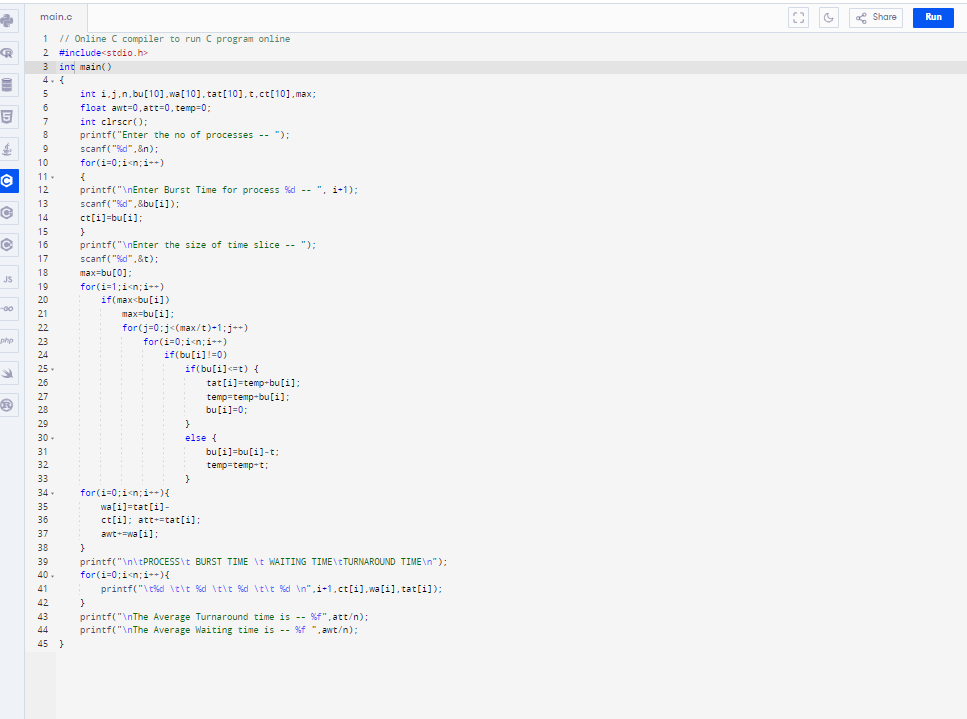 main.c
Share
Run
1 // Online C compiler to run C program online
2 #include<stdio.h>
3 int main()
4 {
5 int i,j,n,bu[10],wa[10],tat[10],t,ct[10],max;
6 float awt=0,att=0,temp=0;
7 int clrscr();
8 printf("Enter the no of processes -- ");
9 scanf("%d",&n);
10 for(i=0;i<n;i++)
11 {
12 printf("\nEnter Burst Time for process %d -- ", i+1);
13 scanf("%d",&bu[i]);
14 ct[i]=bu[i];
15 }
16 printf("\nEnter the size of time slice -- ");
17 scanf("%d",&t);
18 max=bu[0];
19 for(i=1;i<n;i++)
20 if(max<bu[i])
21 max=bu[i];
22 for(j=0;j<(max/t)+1;j++)
23 for(i=0;i<n;i++)
24 if(bu[i]!=0)
25 if(bu[i]<=t) {
26 tat[i]=temp+bu[i];
27 temp=temp+bu[i];
28 bu[i]=0;
29 }
30 else {
31 bu[i]=bu[i]-t;
32 temp=temp+t;
33 }
34 for(i=0;i<n;i++){
35 wa[i]=tat[i]-
36 ct[i]; att+=tat[i];
37 awt+=wa[i];
38 }
39 printf("\n\tPROCESS\t BURST TIME \t WAITING TIME\tTURNAROUND TIME\n");
40 for(i=0;i<n;i++){
41 printf("\t%d \t\t %d \t\t %d \t\t %d \n",i+1,ct[i],wa[i],tat[i]);
42 }
43 printf("\nThe Average Turnaround time is -- %f",att/n);
44 printf("\nThe Average Waiting time is -- %f ",awt/n);
45 }
JS
php